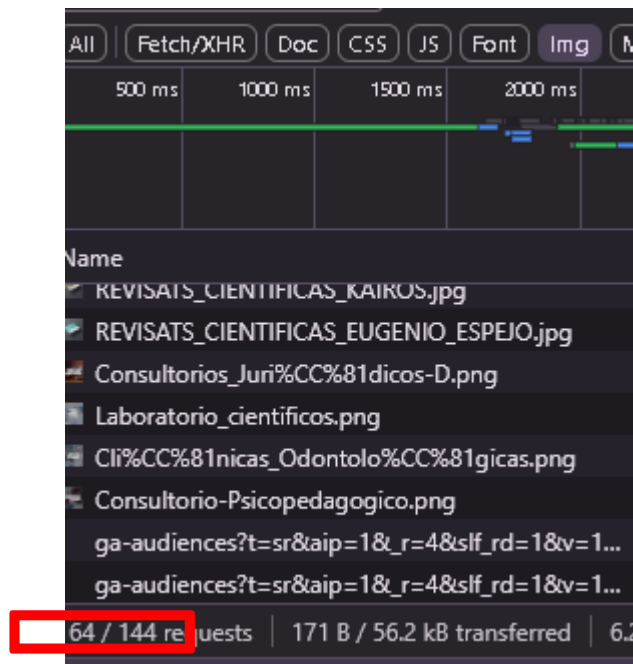 All Fetch/XHR Doc CSS JS Font Img
500 ms 1000 ms 1500 ms 2000 ms
Name
REVISATS_CIENTIFICAS_KAIROS.jpg
REVISATS_CIENTIFICAS_EUGENIO_ESPEJO.jpg
Consultorios_Juri%CC%81dicos-D.png
Laboratorio_cientificos.png
Cli%CC%81nicas_Odontolo%CC%81gicas.png
Consultorio-Psicopedagogico.png
ga-audiences?t=sr&aip=1&_r=4&slf_rd=1&v=1...
ga-audiences?t=sr&aip=1&_r=4&slf_rd=1&v=1...
64 / 144 requests 171 B / 56.2 kB transferred 6.2